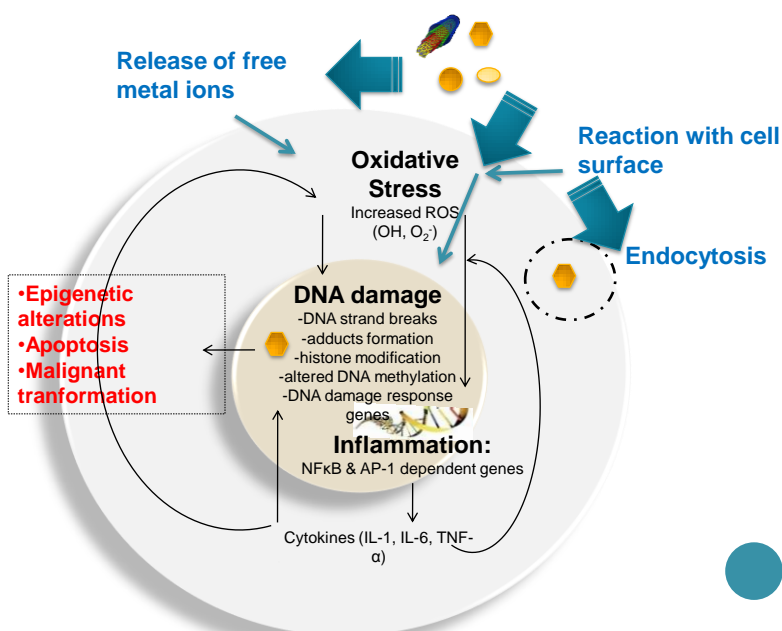 Release of free
metal ions
Reaction with cell
surface
Oxidative
Stress
Increased ROS
(OH, O₂⁻)
Endocytosis
•Epigenetic
alterations
•Apoptosis
•Malignant
tranformation
DNA damage
-DNA strand breaks
-adducts formation
-histone modification
-altered DNA methylation
-DNA damage response
genes
Inflammation:
NFκB & AP-1 dependent genes
Cytokines (IL-1, IL-6, TNF-
α)